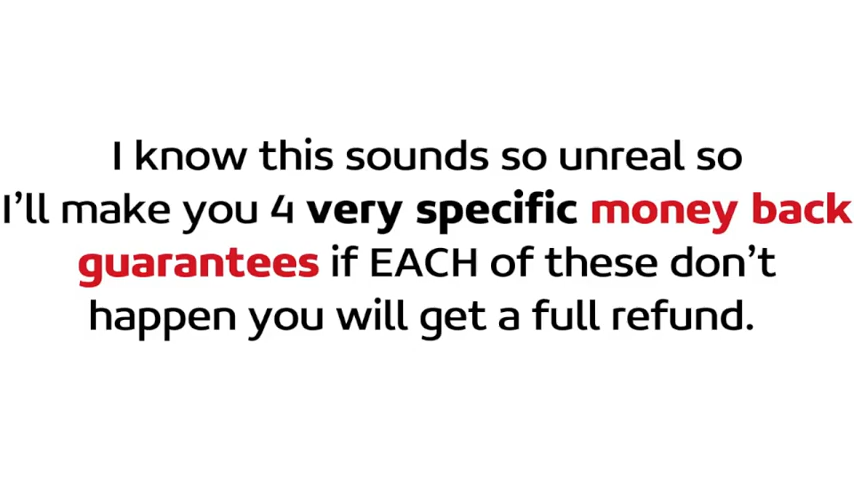 I know this sounds so unreal so
I'll make you 4 very specific money back
guarantees if EACH of these don't
happen you will get a full refund.